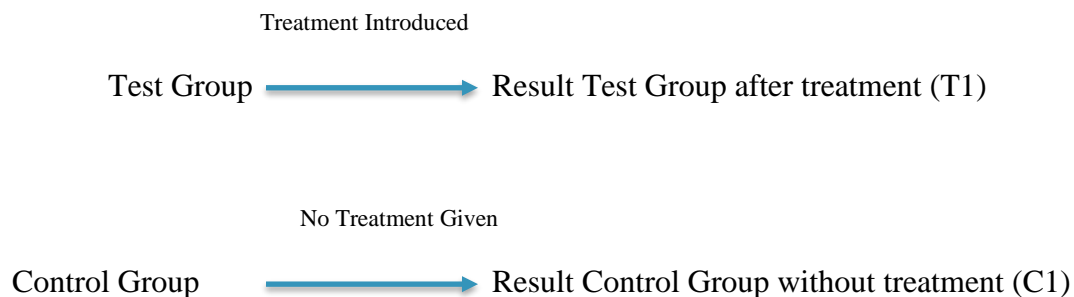 Treatment Introduced
Test Group Result Test Group after treatment (T1)
No Treatment Given
Control Group Result Control Group without treatment (C1)